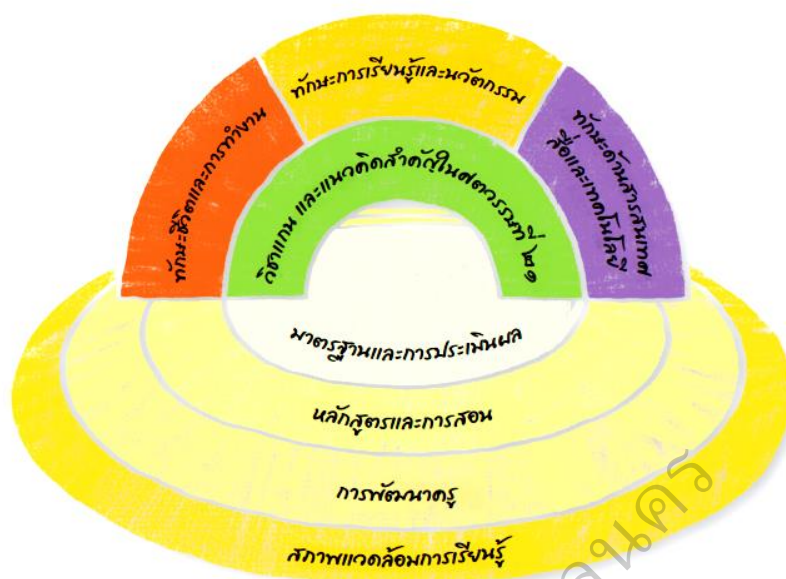 ทักษะการเรียนรู้และนวัตกรรม
ทักษะชีวิตและการทำงาน
ทักษะด้านสารสนเทศ
สื่อและเทคโนโลยี
วิชาแกน และแนวคิดสำคัญในศตวรรษที่ ๒๑
มาตรฐานและการประเมินผล
หลักสูตรและการสอน
การพัฒนาครู
สภาพแวดล้อมการเรียนรู้